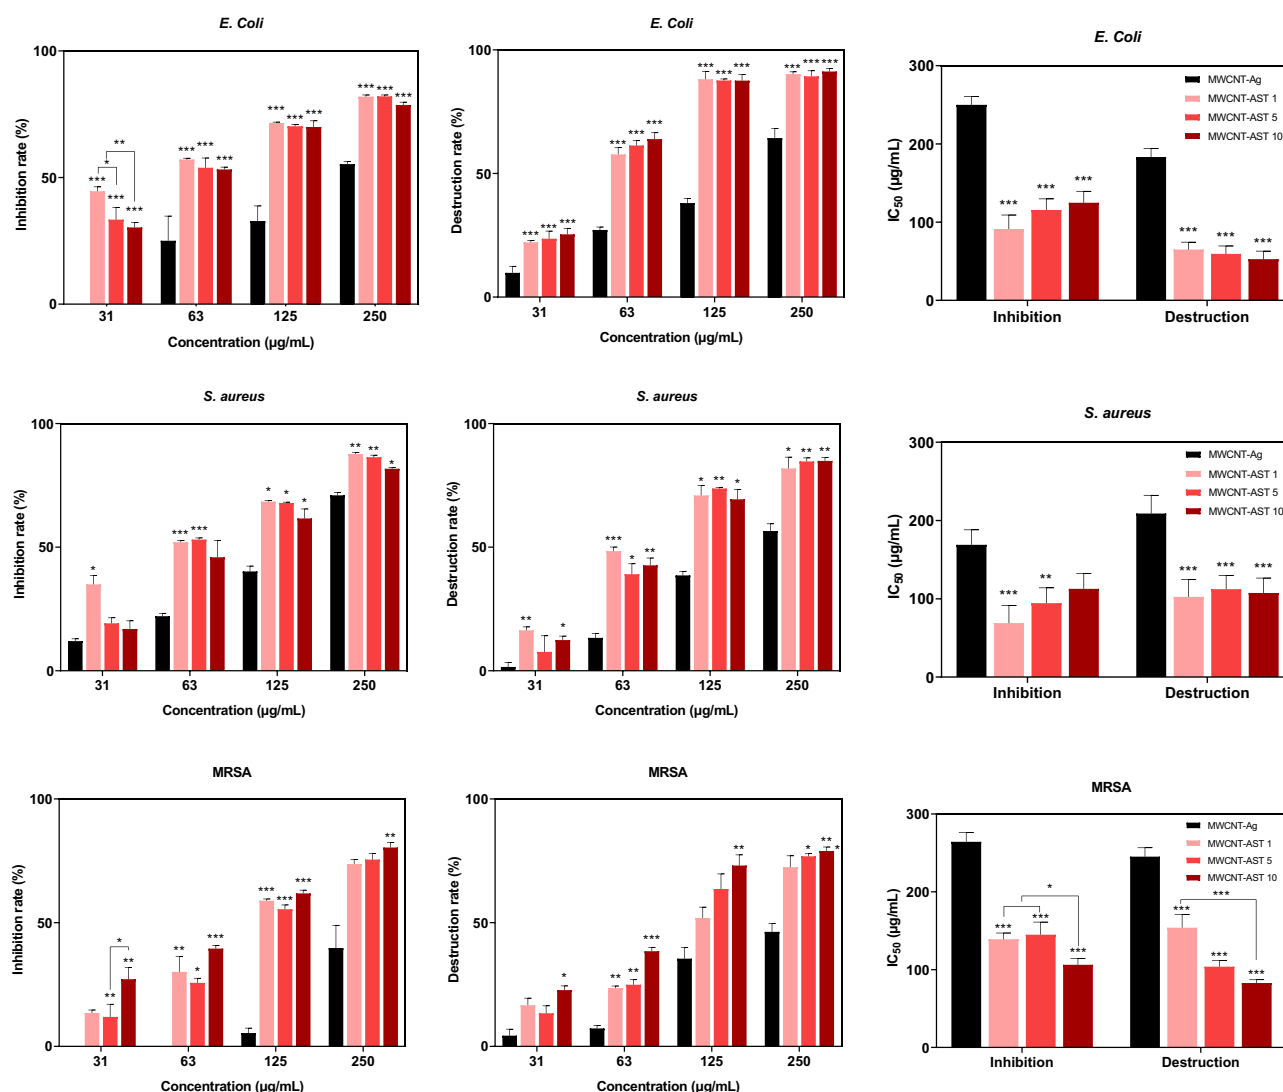 E. Coli
100
50
0
Inhibition rate (%)
*** * *** ** ***
*** *** ***
*** *** ***
*** *** ***
31 63 125 250
Concentration (µg/mL)
E. Coli
100
50
0
Destruction rate (%)
*** *** ***
*** *** ***
*** *** ***
*** *** ***
31 63 125 250
Concentration (µg/mL)
E. Coli
300
200
100
0
IC50 (µg/mL)
MWCNT-Ag
MWCNT-AST 1
MWCNT-AST 5
MWCNT-AST 10
*** *** ***
*** *** ***
Inhibition Destruction
S. aureus
100
50
0
Inhibition rate (%)
*
*** ***
* * *
** ** *
31 63 125 250
Concentration (µg/mL)
S. aureus
100
50
0
Destruction rate (%)
** *
*** * **
* ** *
* ** **
31 63 125 250
Concentration (µg/mL)
S. aureus
300
200
100
0
IC50 (µg/mL)
MWCNT-Ag
MWCNT-AST 1
MWCNT-AST 5
MWCNT-AST 10
*** **
*** *** ***
Inhibition Destruction
MRSA
100
50
0
Inhibition rate (%)
** * **
** * ***
*** *** ***
**
31 63 125 250
Concentration (µg/mL)
MRSA
100
50
0
Destruction rate (%)
*
** ** ***
**
* ** *
31 63 125 250
Concentration (µg/mL)
MRSA
300
200
100
0
IC50 (µg/mL)
MWCNT-Ag
MWCNT-AST 1
MWCNT-AST 5
MWCNT-AST 10
*** *** * ***
*** *** *** ***
Inhibition Destruction